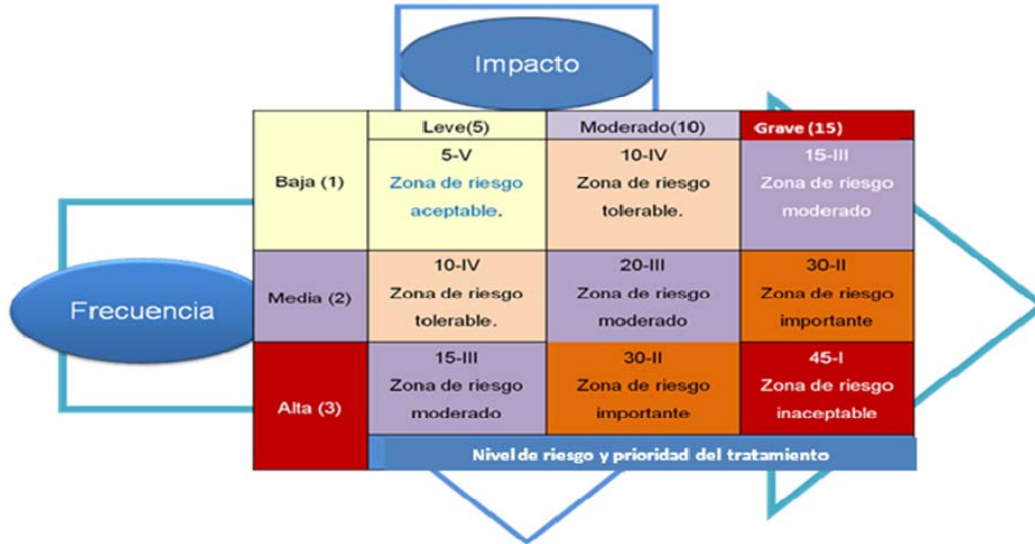 Impacto
Leve(5) Moderado(10) Grave (15)
Baja (1)
5-V
Zona de riesgo
aceptable.
10-IV
Zona de riesgo
tolerable.
15-III
Zona de riesgo
moderado
Frecuencia
Media (2)
10-IV
Zona de riesgo
tolerable.
20-III
Zona de riesgo
moderado
30-II
Zona de riesgo
importante
Alta (3)
15-III
Zona de riesgo
moderado
30-II
Zona de riesgo
importante
45-I
Zona de riesgo
inaceptable
Nivel de riesgo y prioridad del tratamiento